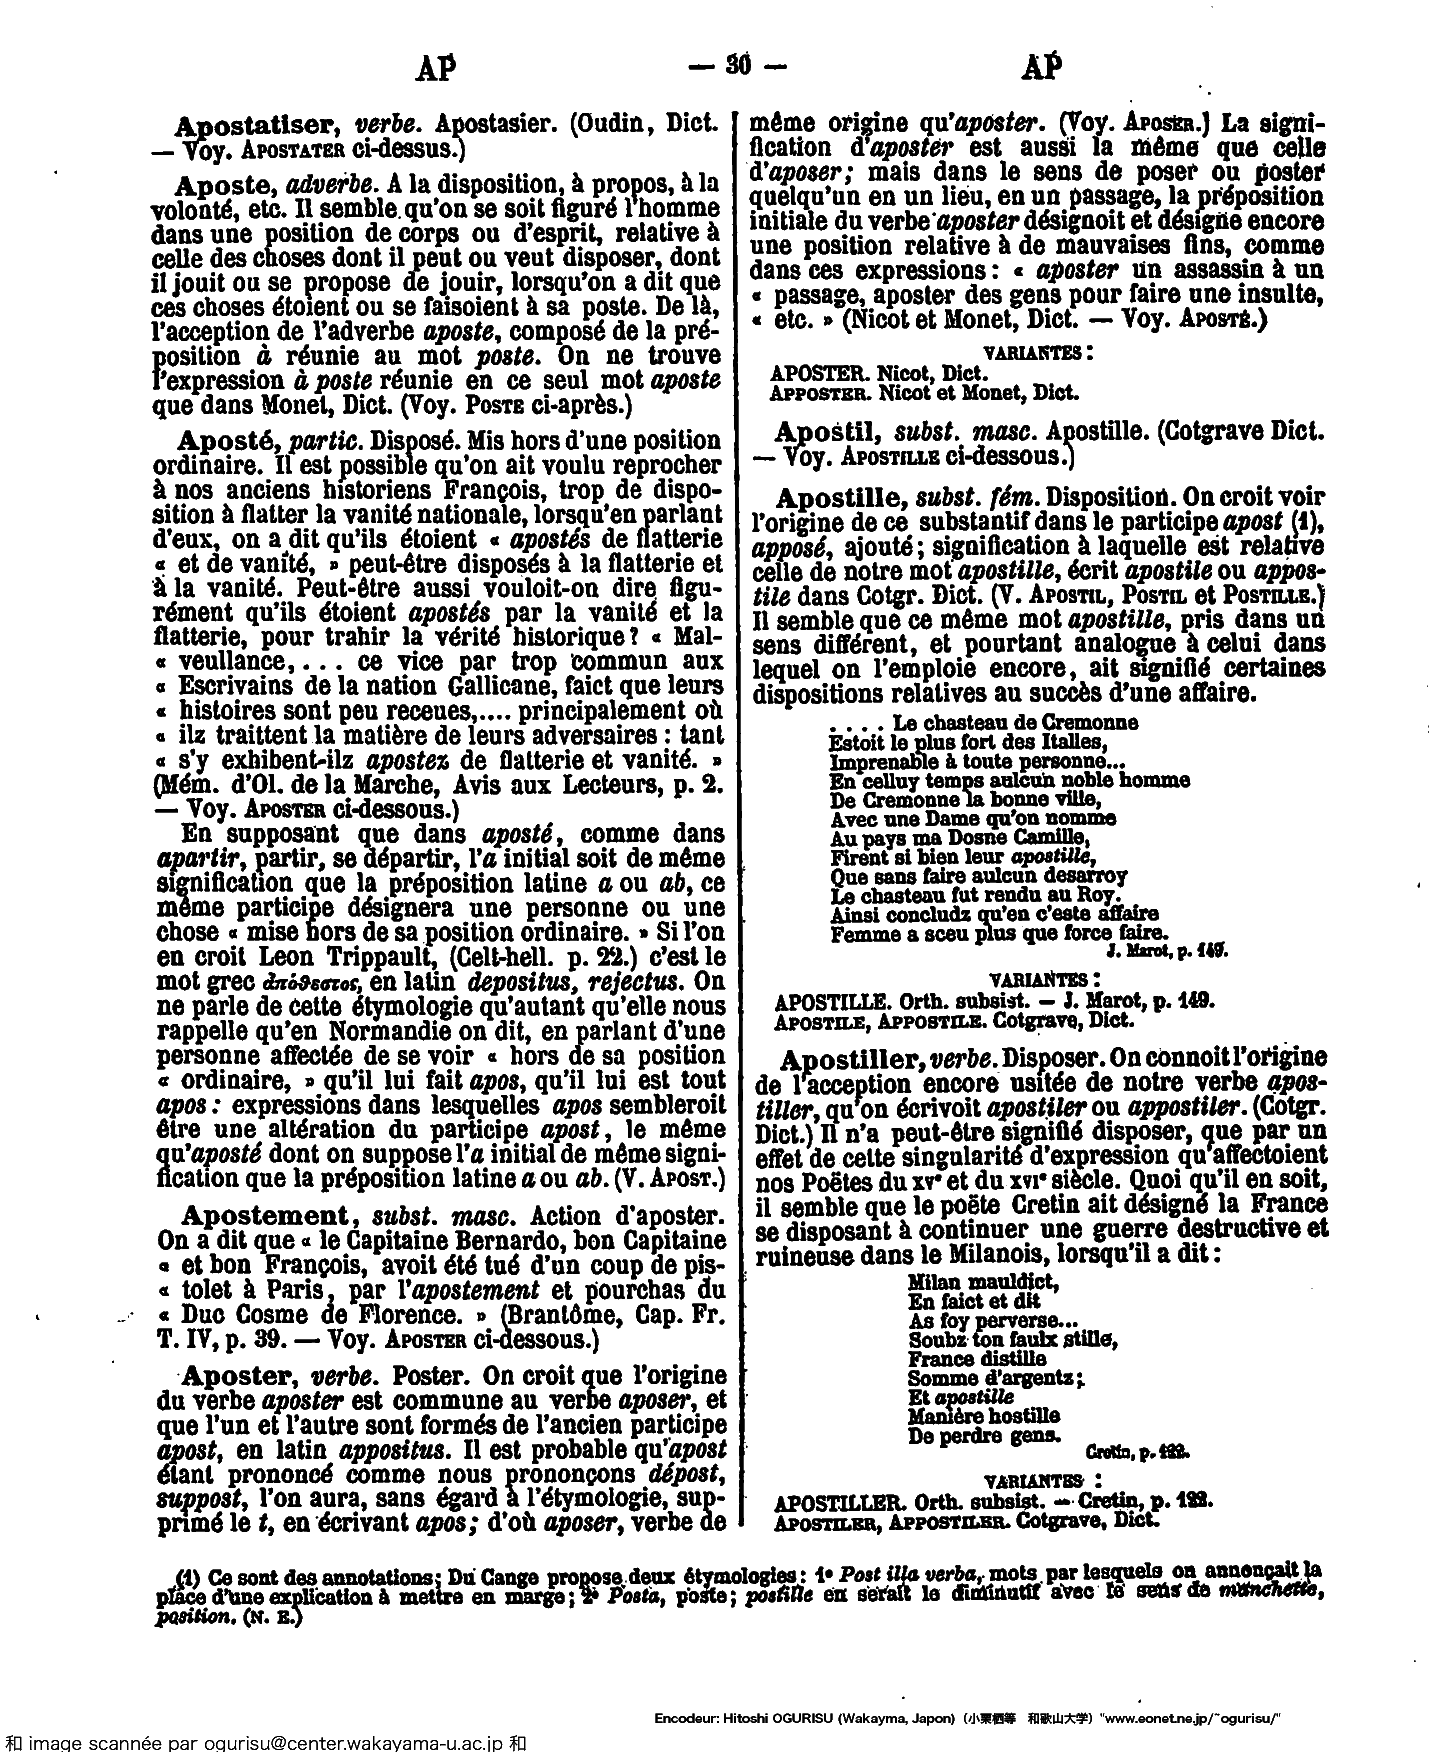 AP
— 30 —
AP
Apostatiser, verbe. Apostasier. (Oudin, Dict.
— Voy. APOSTATER ci-dessus.)
Aposte, adverbe. A la disposition, à propos, à la
volonté, etc. Il semble qu'on se soit figuré l'homme
dans une position de corps ou d'esprit, relative à
celle des choses dont il peut ou veut disposer, dont
il jouit ou se propose de jouir, lorsqu'on a dit que
ces choses étoient ou se faisoient à sa poste. De là,
l'acception de l'adverbe aposte, composé de la pré-
position à réunie au mot poste. On ne trouve
l'expression à poste réunie en ce seul mot aposte
que dans Monet, Dict. (Voy. POSTE ci-après.)
Aposté, partic. Disposé. Mis hors d'une position
ordinaire. Il est possible qu'on ait voulu reprocher
à nos anciens historiens François, trop de dispo-
sition à flatter la vanité nationale, lorsqu'en parlant
d'eux, on a dit qu'ils étoient « apostés de flatterie
« et de vanité, » peut-être disposés à la flatterie et
à la vanité. Peut-être aussi vouloit-on dire figu-
rément qu'ils étoient apostés par la vanité et la
flatterie, pour trahir la vérité historique? « Mal-
« veullance,... ce vice par trop commun aux
« Escrivains de la nation Gallicane, faict que leurs
« histoires sont peu receues,.... principalement où
« ilz traittent la matière de leurs adversaires : tant
« s'y exhibent-ilz apostez de flatterie et vanité. »
(Mém. d'Ol. de la Marche, Avis aux Lecteurs, p. 2.
— Voy. APOSTER ci-dessous.)
En supposant que dans aposté, comme dans
apartir, partir, se départir, l'a initial soit de même
signification que la préposition latine a ou ab, ce
même participe désignera une personne ou une
chose « mise hors de sa position ordinaire. » Si l'on
en croit Leon Trippault, (Celt-hell. p. 22.) c'est le
mot grec ἀπόθεστος, en latin depositus, rejectus. On
ne parle de cette étymologie qu'autant qu'elle nous
rappelle qu'en Normandie on dit, en parlant d'une
personne affectée de se voir « hors de sa position
« ordinaire, » qu'il lui fait apos, qu'il lui est tout
apos : expressions dans lesquelles apos sembleroit
être une altération du participe apost, le même
qu'aposté dont on suppose l'a initial de même signi-
fication que la préposition latine a ou ab. (V. APOST.)
Apostement, subst. masc. Action d'aposter.
On a dit que « le Capitaine Bernardo, bon Capitaine
« et bon François, avoit été tué d'un coup de pis-
« tolet à Paris, par l'apostement et pourchas du
« Duc Cosme de Florence. » (Brantôme, Cap. Fr.
T. IV, p. 39. — Voy. APOSTER ci-dessous.)
Aposter, verbe. Poster. On croit que l'origine
du verbe aposter est commune au verbe aposer, et
que l'un et l'autre sont formés de l'ancien participe
apost, en latin appositus. Il est probable qu'apost
étant prononcé comme nous prononçons dépost,
suppost, l'on aura, sans égard à l'étymologie, sup-
primé le t, en écrivant apos; d'où aposer, verbe de
même origine qu'aposter. (Voy. APOSER.) La signi-
fication d'aposter est aussi la même que celle
d'aposer; mais dans le sens de poser ou poster
quelqu'un en un lieu, en un passage, la préposition
initiale du verbe aposter désignoit et désigne encore
une position relative à de mauvaises fins, comme
dans ces expressions : « aposter un assassin à un
« passage, aposter des gens pour faire une insulte,
« etc. » (Nicot et Monet, Dict. — Voy. APOSTÉ.)
VARIANTES :
APOSTER. Nicot, Dict.
APPOSTER. Nicot et Monet, Dict.
Apostil, subst. masc. Apostille. (Cotgrave Dict.
— Voy. APOSTILLE ci-dessous.)
Apostille, subst. fém. Disposition. On croit voir
l'origine de ce substantif dans le participe apost (1),
apposé, ajouté; signification à laquelle est relative
celle de notre mot apostille, écrit apostile ou appos-
tile dans Cotgr. Dict. (V. APOSTIL, POSTIL et POSTILLE.)
Il semble que ce même mot apostille, pris dans un
sens différent, et pourtant analogue à celui dans
lequel on l'emploie encore, ait signifié certaines
dispositions relatives au succès d'une affaire.
.... Le chasteau de Cremonne
Estoit le plus fort des Italles,
Imprenable à toute personne...
En celluy temps aulcun noble homme
De Cremonne la bonne ville,
Avec une Dame qu'on nomme
Au pays ma Dosne Camille,
Firent si bien leur apostille,
Que sans faire aulcun desarroy
Le chasteau fut rendu au Roy.
Ainsi concludz qu'en c'este affaire
Femme a sceu plus que force faire.
J. Marot, p. 149.
VARIANTES :
APOSTILLE. Orth. subsist. — J. Marot, p. 149.
APOSTILE, APPOSTILE. Cotgrave, Dict.
Apostiller, verbe. Disposer. On connoit l'origine
de l'acception encore usitée de notre verbe apos-
tiller, qu'on écrivoit apostiler ou appostiler. (Cotgr.
Dict.) Il n'a peut-être signifié disposer, que par un
effet de cette singularité d'expression qu'affectoient
nos Poëtes du XVe et du XVIe siècle. Quoi qu'il en soit,
il semble que le poëte Cretin ait désigné la France
se disposant à continuer une guerre destructive et
ruineuse dans le Milanois, lorsqu'il a dit :
Milan mauldict,
En faict et dit
As foy perverse...
Soubz ton faulx stille,
France distille
Somme d'argentz;
Et apostille
Manière hostille
De perdre gens.
Cretin, p. 122.
VARIANTES :
APOSTILLER. Orth. subsist. — Cretin, p. 122.
APOSTILER, APPOSTILER. Cotgrave, Dict.
(1) Ce sont des annotations; Du Cange propose deux étymologies : 1° Post illa verba, mots par lesquels on annonçait la
place d'une explication à mettre en marge; 2° Posta, poste; postille en serait le diminutif avec le sens de manchette,
position. (N. E.)
Encodeur: Hitoshi OGURISU (Wakayma, Japon) (小栗栖等 和歌山大学) "www.eonet.ne.jp/~ogurisu/"
和 image scannée par ogurisu@center.wakayama-u.ac.jp 和